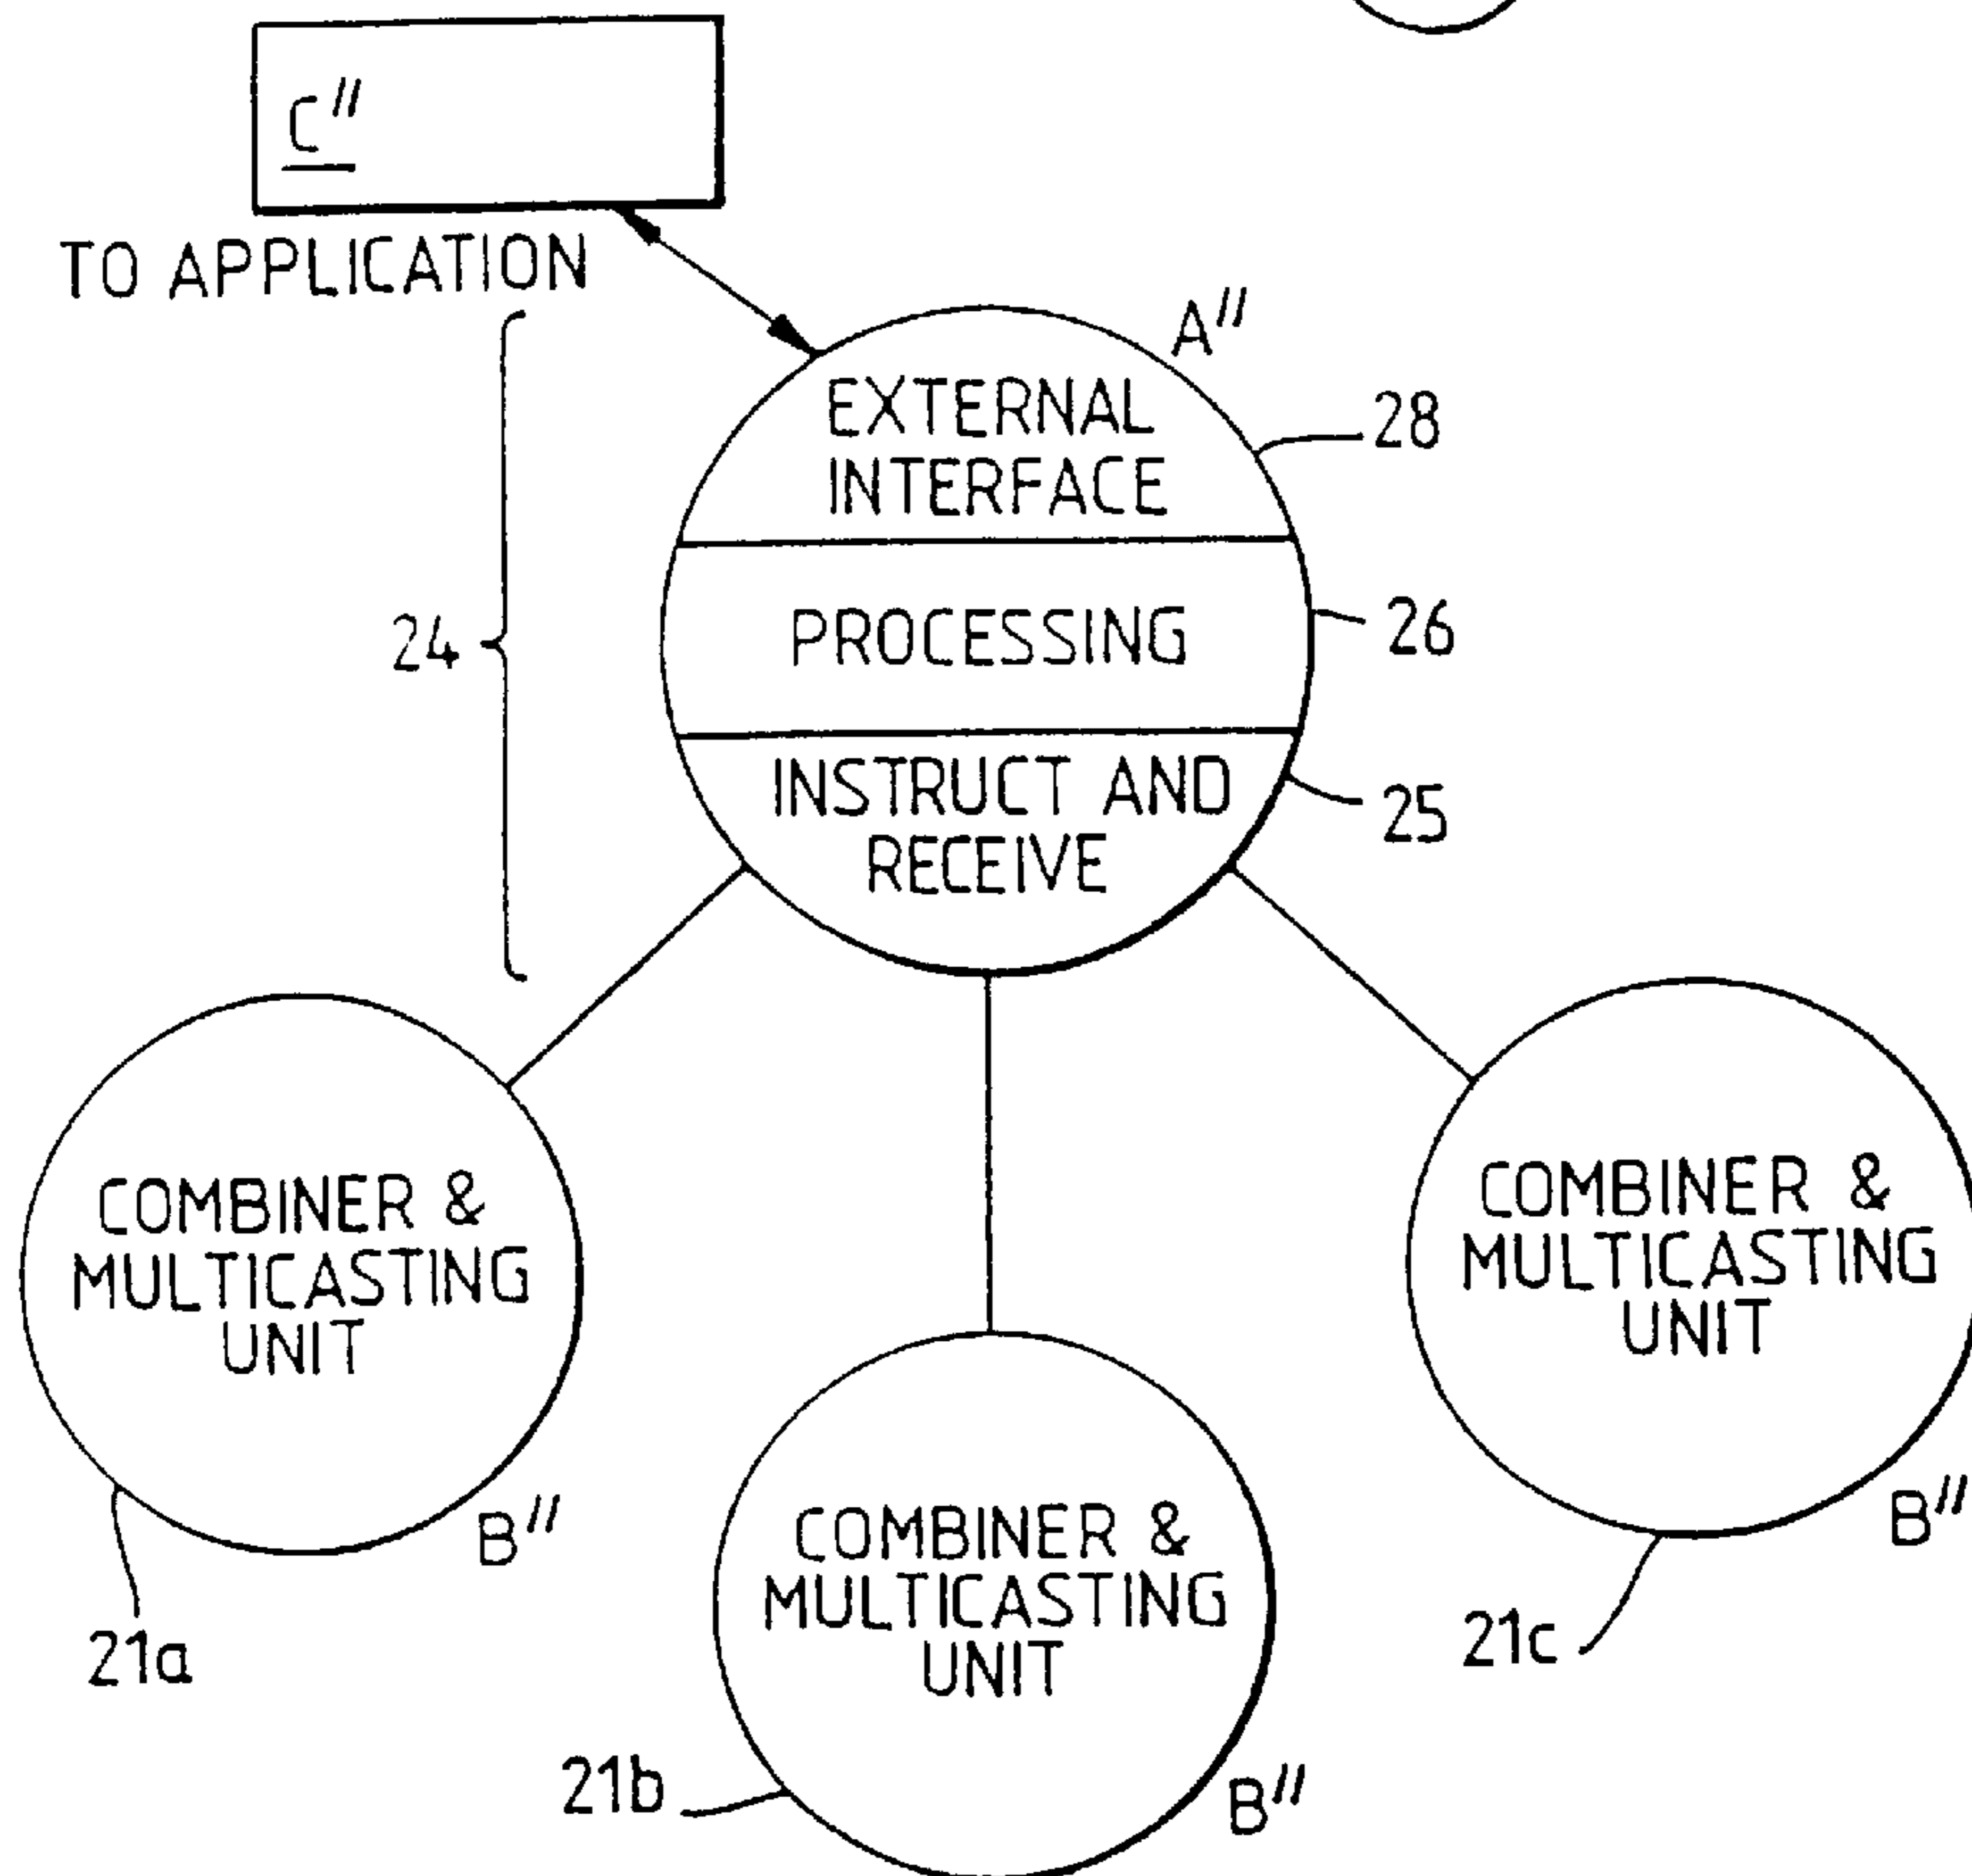 C"
TO APPLICATION
A"
EXTERNAL
INTERFACE
28
PROCESSING
26
24
INSTRUCT AND
RECEIVE
25
COMBINER &
MULTICASTING
UNIT
B"
21a
COMBINER &
MULTICASTING
UNIT
B"
21b
COMBINER &
MULTICASTING
UNIT
B"
21c